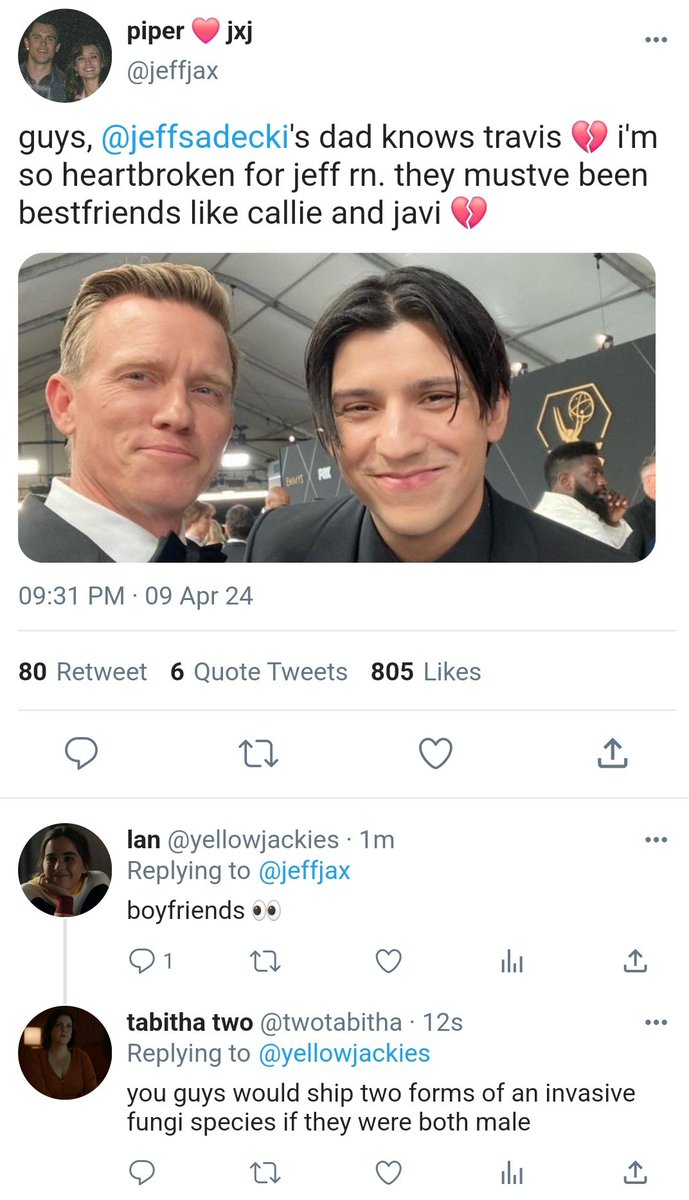 piper ❤️ jxj
@jeffjax
guys, @jeffsadecki's dad knows travis 💔 i'm
so heartbroken for jeff rn. they mustve been
bestfriends like callie and javi 💔
EMMYS
FOX
09:31 PM · 09 Apr 24
80 Retweet 6 Quote Tweets 805 Likes
lan @yellowjackies · 1m
Replying to @jeffjax
boyfriends 👀
1
tabitha two @twotabitha · 12s
Replying to @yellowjackies
you guys would ship two forms of an invasive
fungi species if they were both male